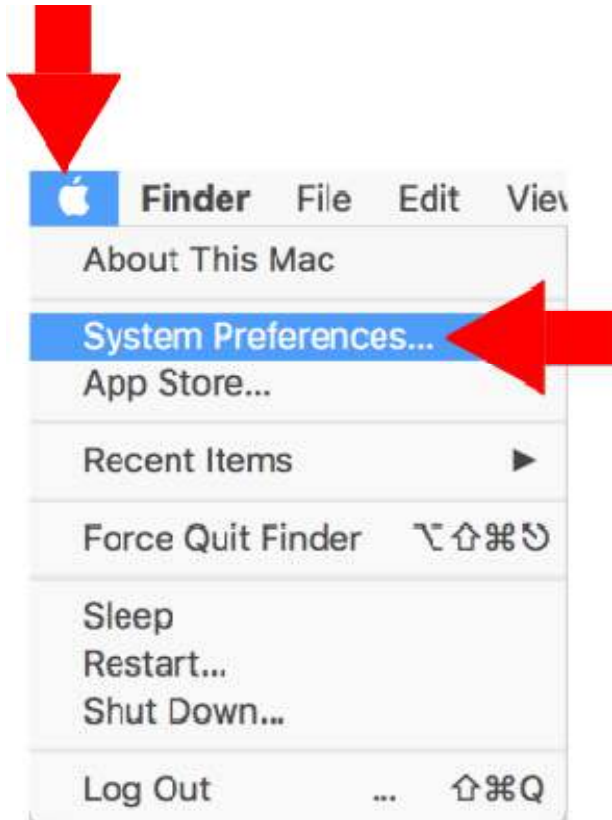 Finder File Edit
About This Mac
System Preferences...
App Store...
Recent Items ▶
Force Quit Finder ⌥⇧⌘⎋
Sleep
Restart...
Shut Down...
Log Out ... ⇧⌘Q